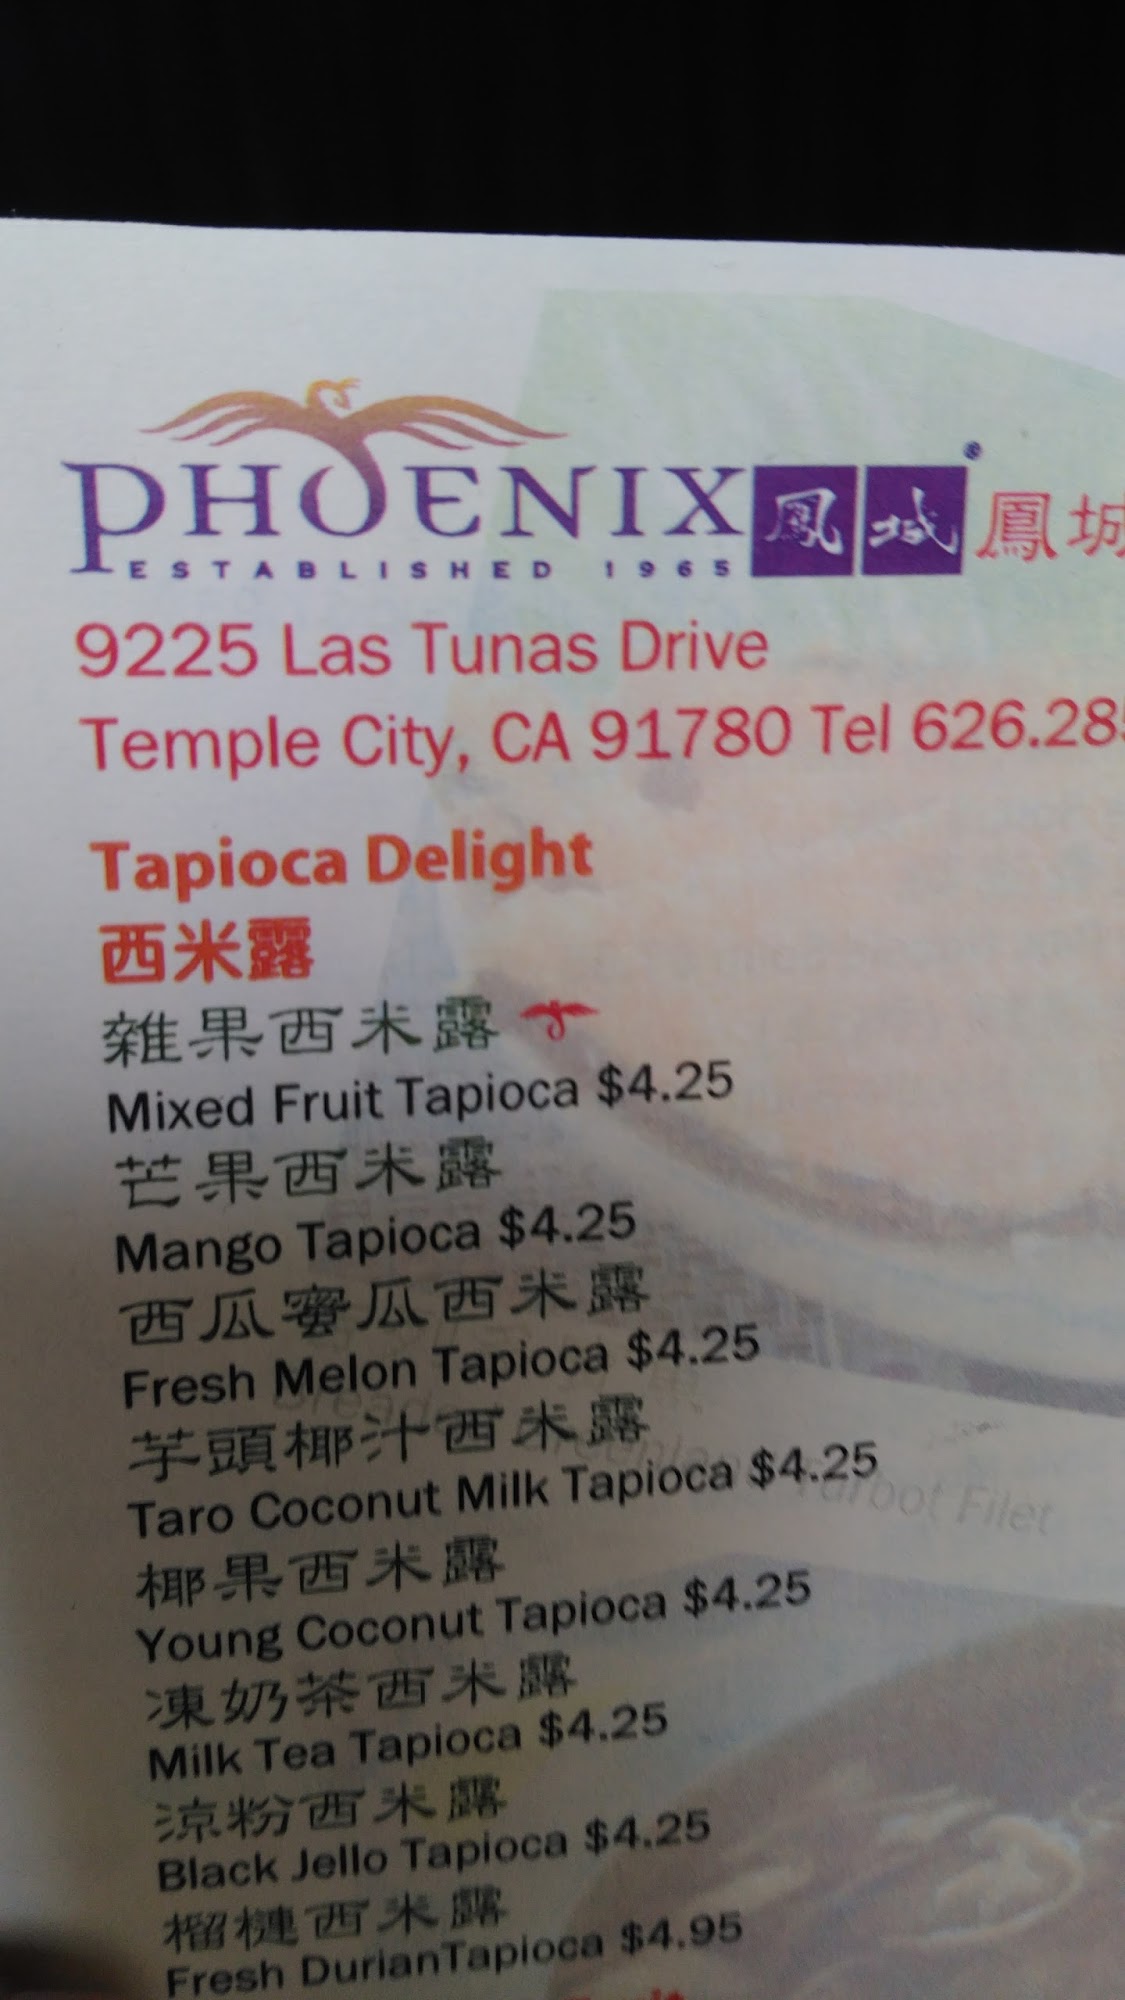 PHOENIX 鳳城® 鳳城
ESTABLISHED 1965
9225 Las Tunas Drive
Temple City, CA 91780 Tel 626.285
Tapioca Delight
西米露
雜果西米露
Mixed Fruit Tapioca $4.25
芒果西米露
Mango Tapioca $4.25
西瓜蜜瓜西米露
Fresh Melon Tapioca $4.25
芋頭椰汁西米露
Taro Coconut Milk Tapioca $4.25
椰果西米露
Young Coconut Tapioca $4.25
凍奶茶西米露
Milk Tea Tapioca $4.25
涼粉西米露
Black Jello Tapioca $4.25
榴槤西米露
Fresh DurianTapioca $4.95